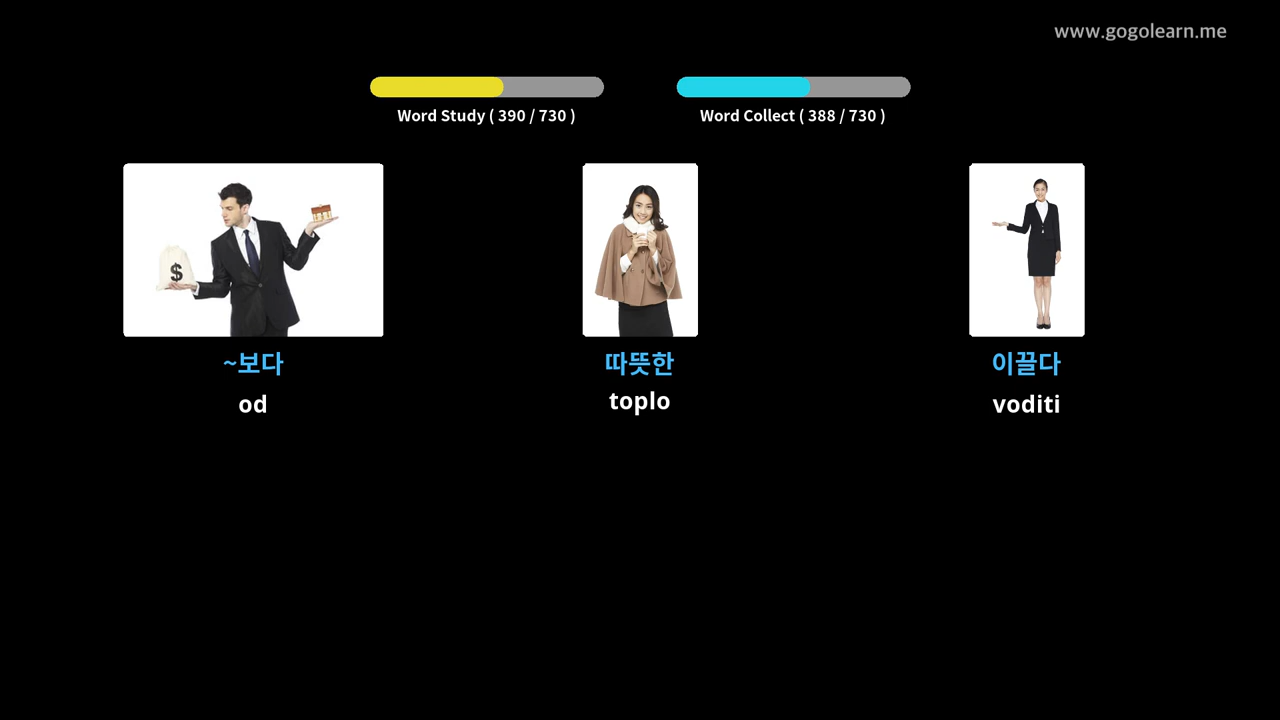 www.gogolearn.me
Word Study ( 390 / 730 )
Word Collect ( 388 / 730 )
$
~보다
od
따뜻한
toplo
이끌다
voditi